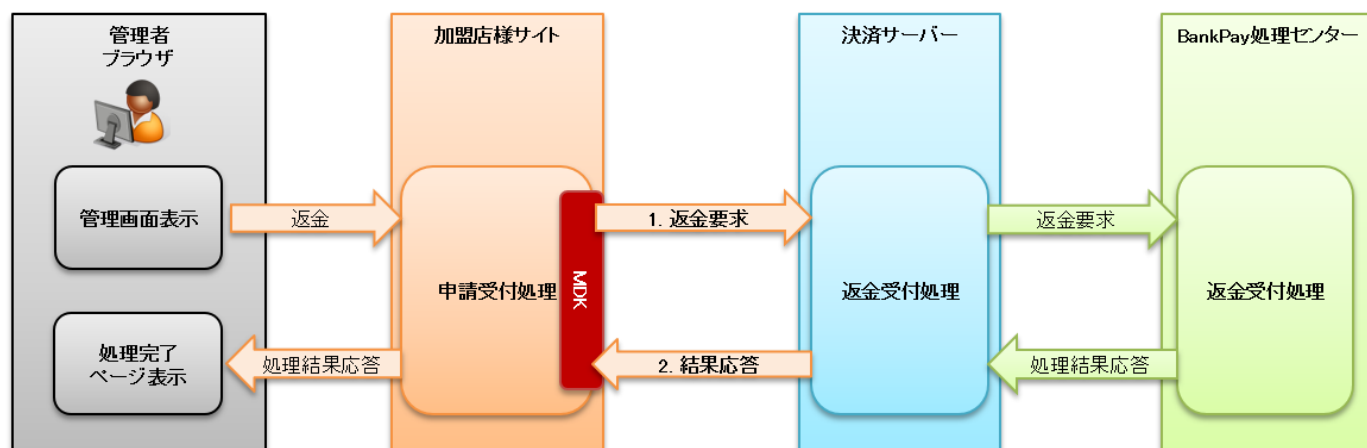 管理者
ブラウザ
加盟店様サイト
決済サーバー
BankPay処理センター
管理画面表示
返金
1. 返金要求
返金要求
申請受付処理
MDK
返金受付処理
返金受付処理
処理完了
ページ表示
処理結果応答
2. 結果応答
処理結果応答